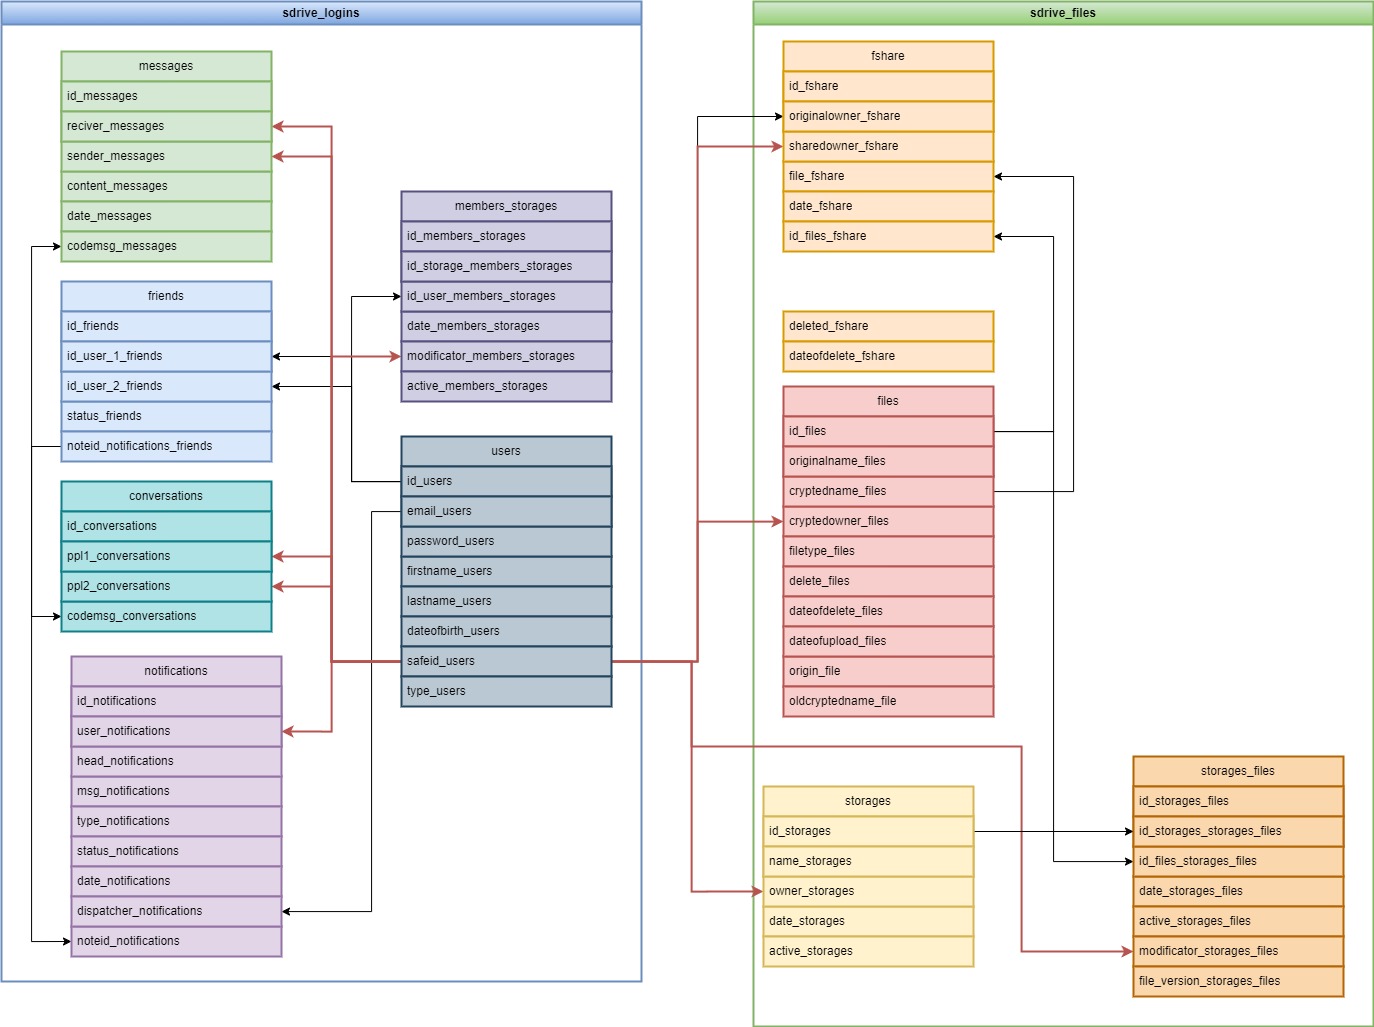 sdrive_logins
messages
id_messages
reciver_messages
sender_messages
content_messages
date_messages
codemsg_messages
friends
id_friends
id_user_1_friends
id_user_2_friends
status_friends
noteid_notifications_friends
conversations
id_conversations
ppl1_conversations
ppl2_conversations
codemsg_conversations
notifications
id_notifications
user_notifications
head_notifications
msg_notifications
type_notifications
status_notifications
date_notifications
dispatcher_notifications
noteid_notifications
members_storages
id_members_storages
id_storage_members_storages
id_user_members_storages
date_members_storages
modificator_members_storages
active_members_storages
users
id_users
email_users
password_users
firstname_users
lastname_users
dateofbirth_users
safeid_users
type_users
sdrive_files
fshare
id_fshare
originalowner_fshare
sharedowner_fshare
file_fshare
date_fshare
id_files_fshare
deleted_fshare
dateofdelete_fshare
files
id_files
originalname_files
cryptedname_files
cryptedowner_files
filetype_files
delete_files
dateofdelete_files
dateofupload_files
origin_file
oldcryptedname_file
storages
id_storages
name_storages
owner_storages
date_storages
active_storages
storages_files
id_storages_files
id_storages_storages_files
id_files_storages_files
date_storages_files
active_storages_files
modificator_storages_files
file_version_storages_files